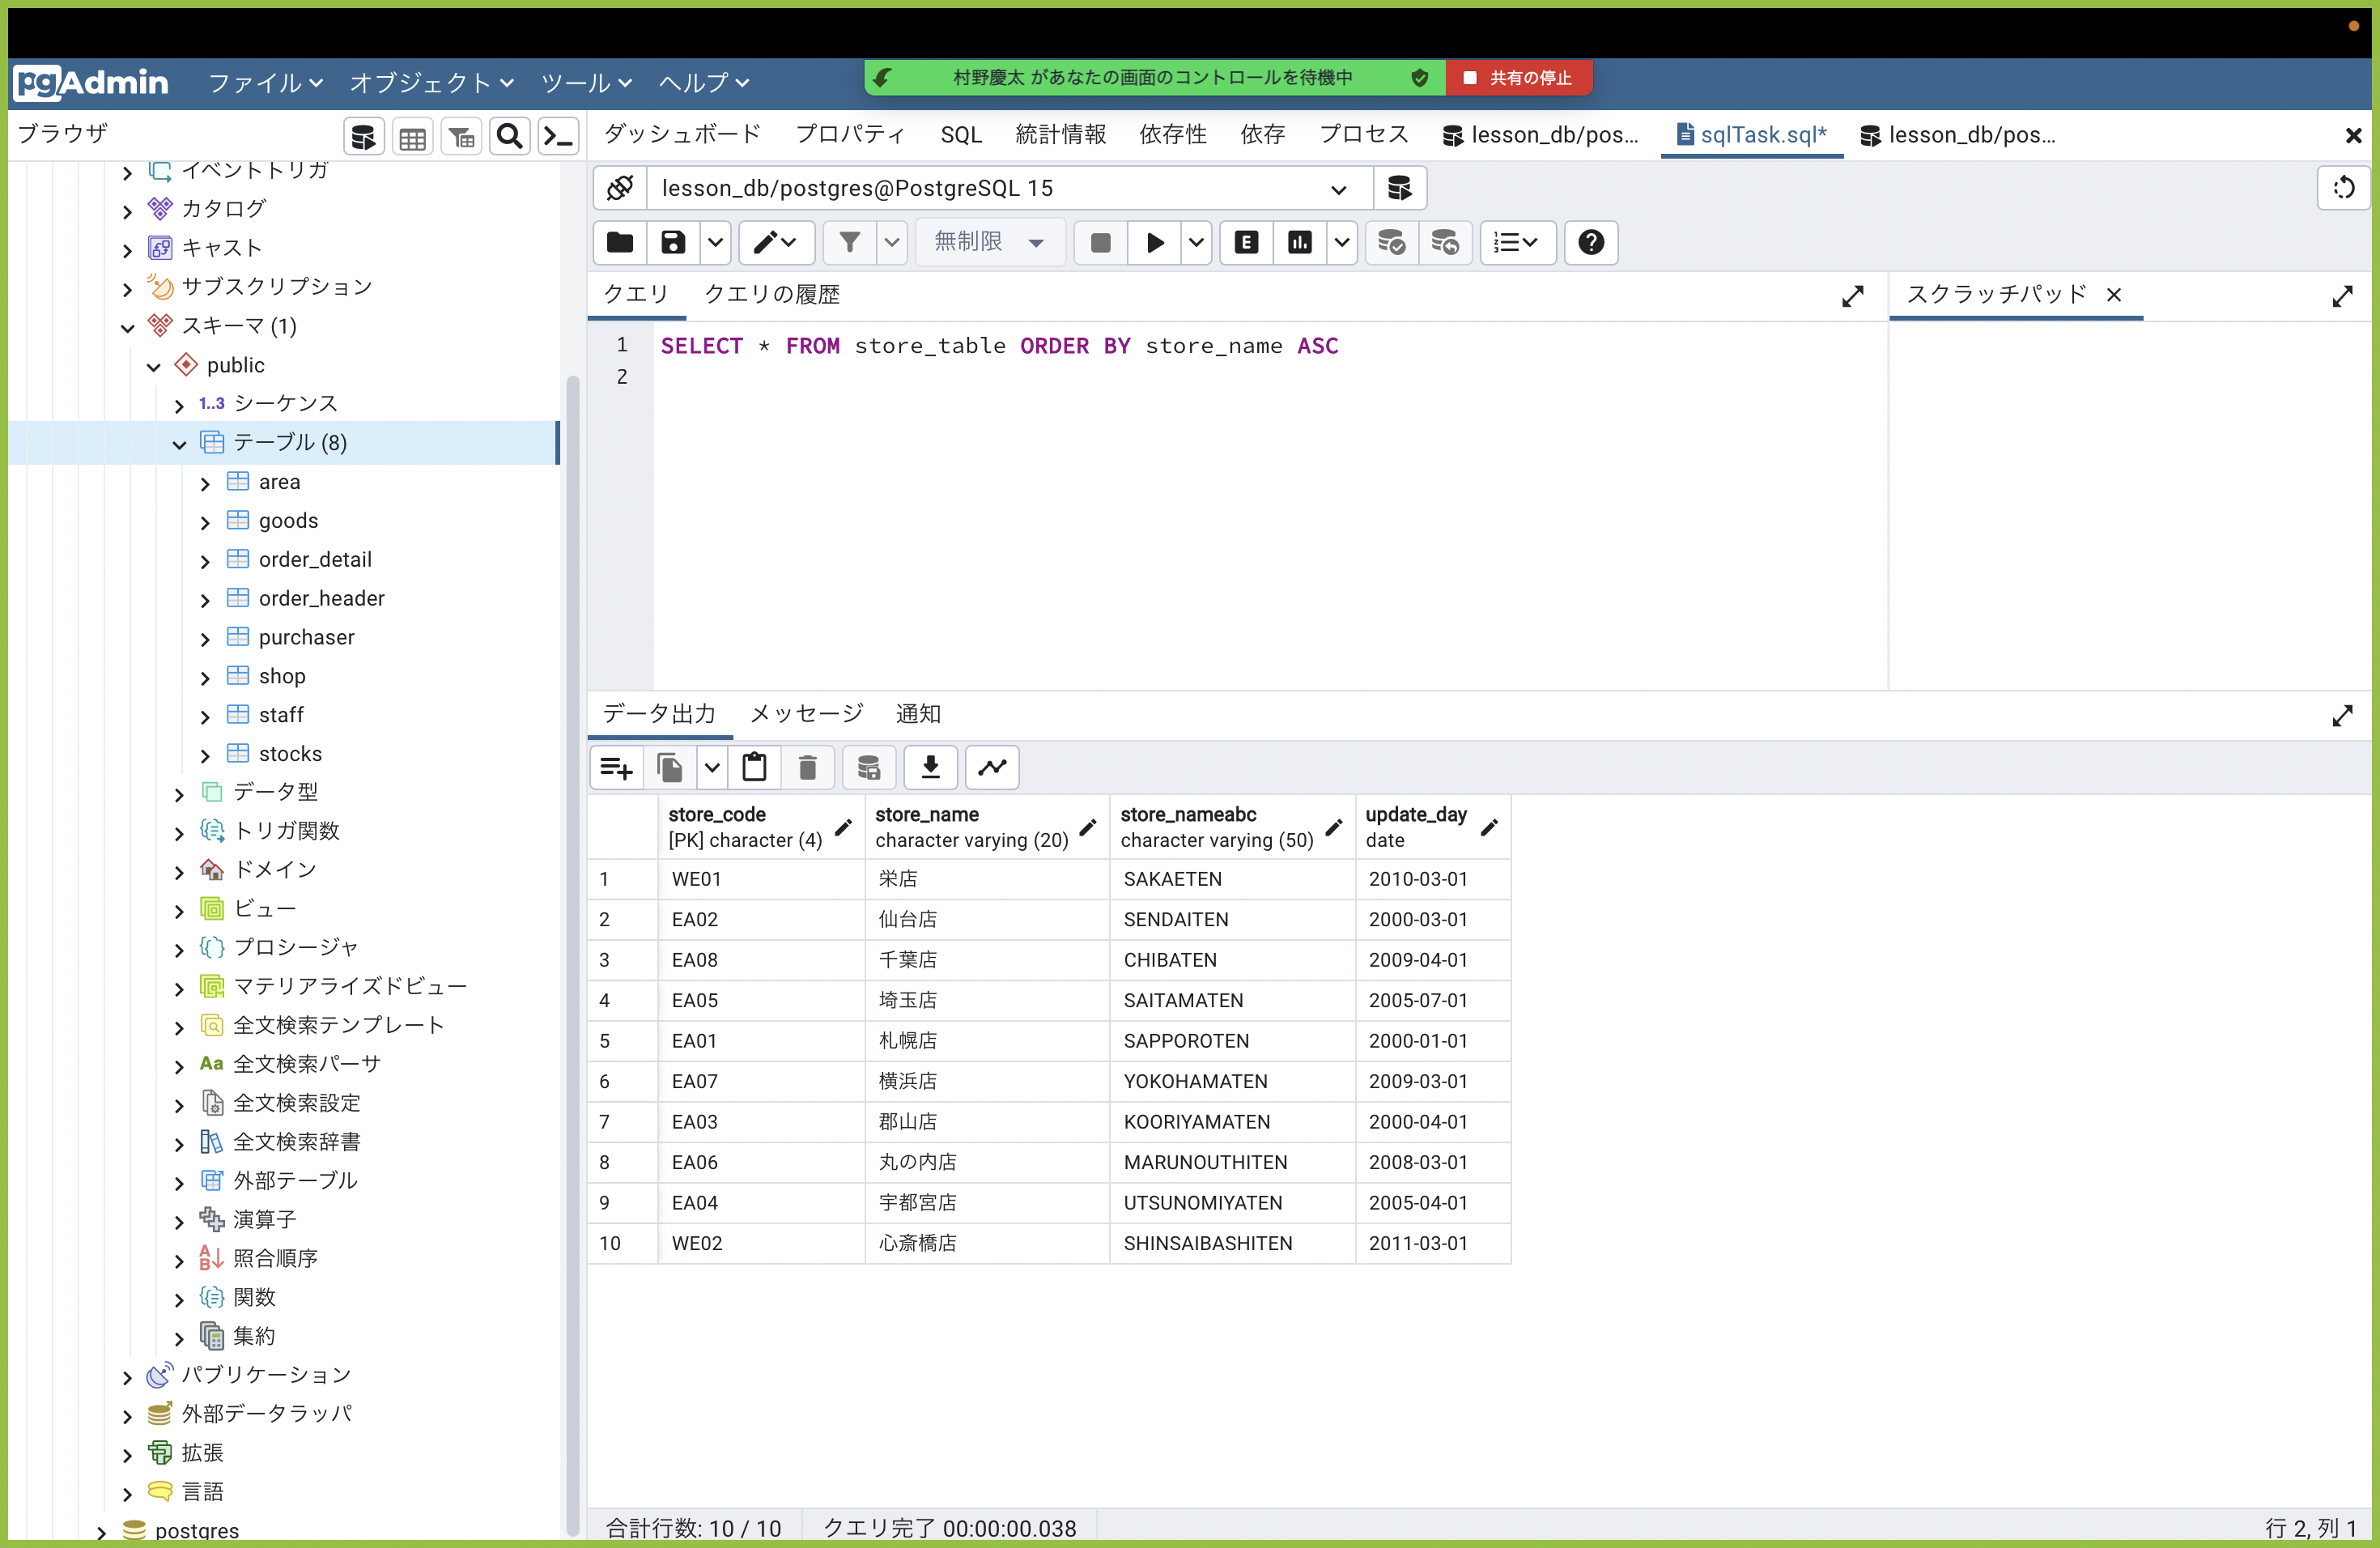 pgAdmin ファイル オブジェクト ツール ヘルプ
村野慶太 があなたの画面のコントロールを待機中 共有の停止
ブラウザ
ダッシュボード プロパティ SQL 統計情報 依存性 依存 プロセス lesson_db/pos... sqlTask.sql* lesson_db/pos...
イベントトリガ
カタログ
キャスト
サブスクリプション
スキーマ (1)
public
1..3 シーケンス
テーブル (8)
area
goods
order_detail
order_header
purchaser
shop
staff
stocks
データ型
トリガ関数
ドメイン
ビュー
プロシージャ
マテリアライズドビュー
全文検索テンプレート
Aa 全文検索パーサ
全文検索設定
全文検索辞書
外部テーブル
演算子
照合順序
関数
集約
パブリケーション
外部データラッパ
拡張
言語
postgres
lesson_db/postgres@PostgreSQL 15
無制限 E
クエリ クエリの履歴
スクラッチパッド
1 SELECT * FROM store_table ORDER BY store_name ASC
2
データ出力 メッセージ 通知
store_code store_name store_nameabc update_day
[PK] character (4) character varying (20) character varying (50) date
1 WE01 栄店 SAKAETEN 2010-03-01
2 EA02 仙台店 SENDAITEN 2000-03-01
3 EA08 千葉店 CHIBATEN 2009-04-01
4 EA05 埼玉店 SAITAMATEN 2005-07-01
5 EA01 札幌店 SAPPOROTEN 2000-01-01
6 EA07 横浜店 YOKOHAMATEN 2009-03-01
7 EA03 郡山店 KOORIYAMATEN 2000-04-01
8 EA06 丸の内店 MARUNOUTHITEN 2008-03-01
9 EA04 宇都宮店 UTSUNOMIYATEN 2005-04-01
10 WE02 心斎橋店 SHINSAIBASHITEN 2011-03-01
合計行数: 10 / 10 クエリ完了 00:00:00.038
行 2, 列 1